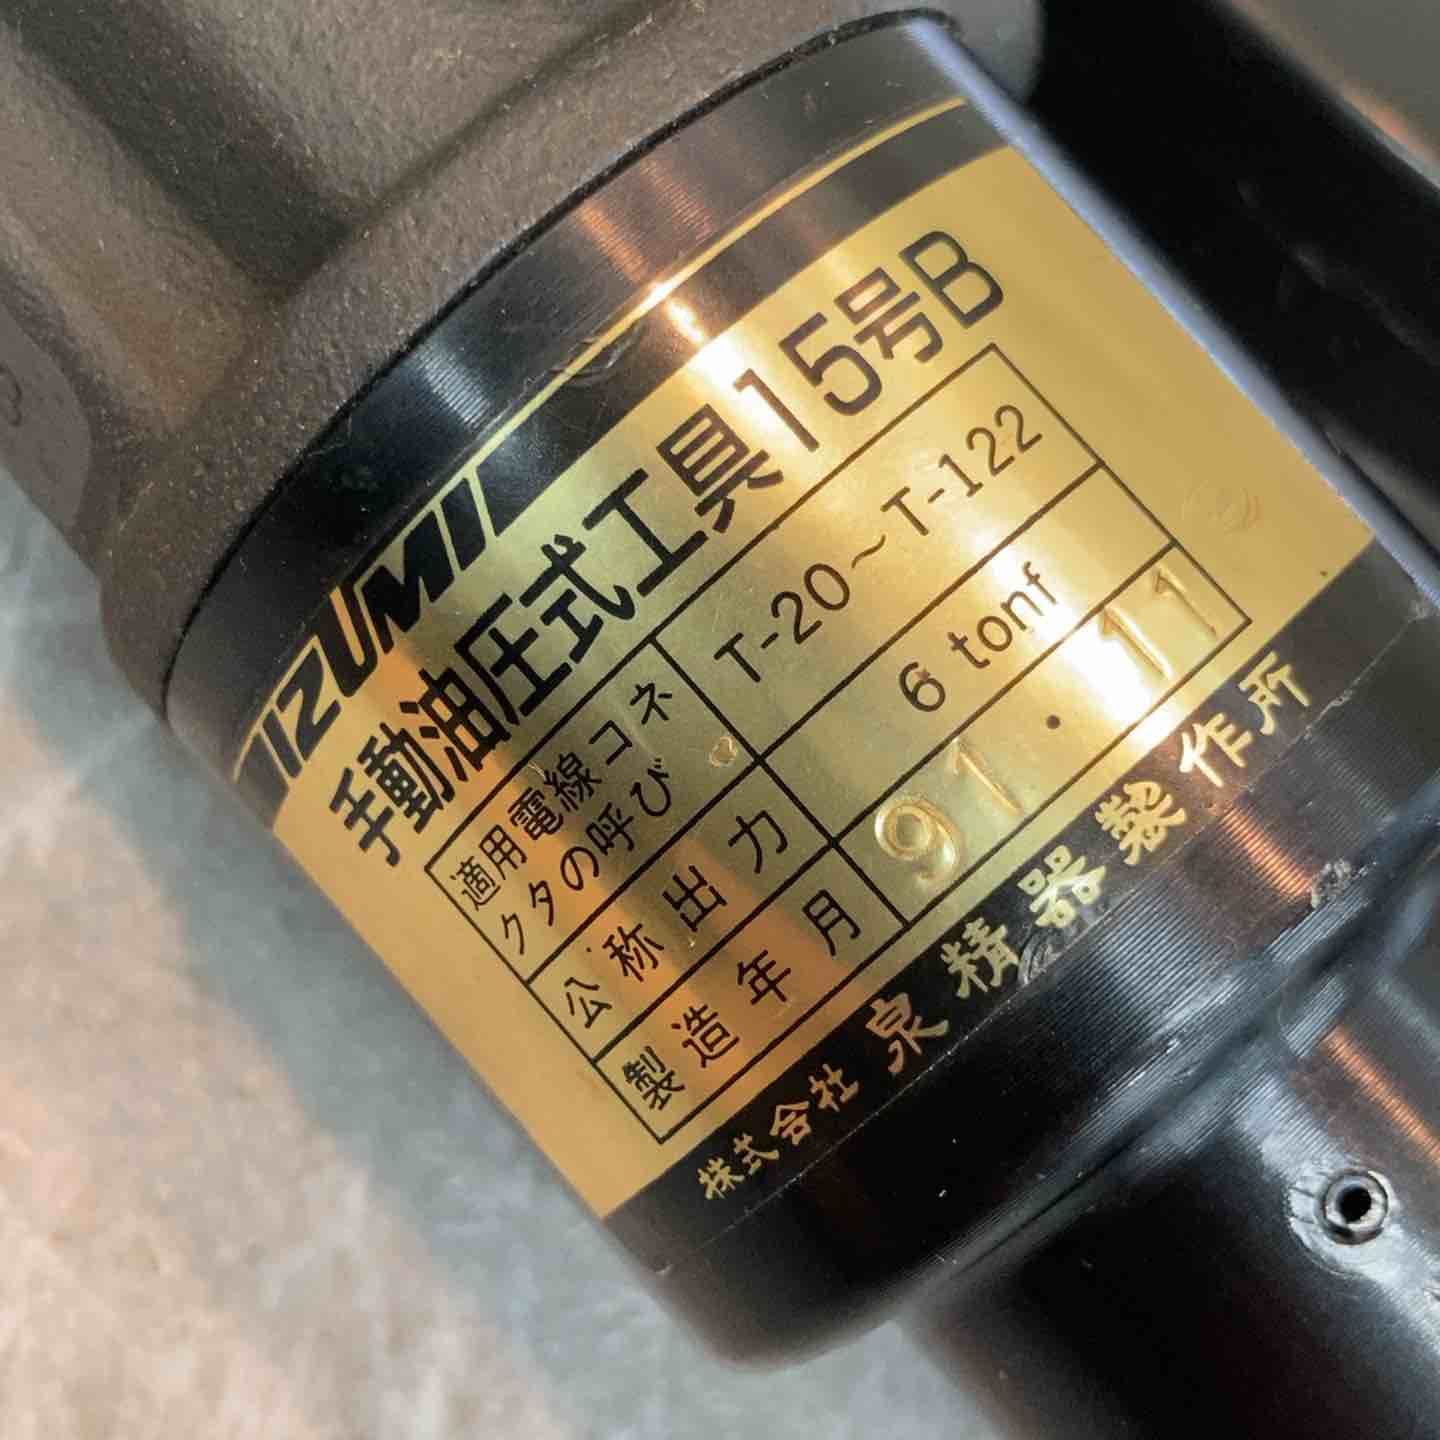 IZUMI
手動油圧式工具15号B
適用電線コネ
クタの呼び
T-20～T-122
公称出力
6 tonf
製造年月
91.11
株式会社 泉精器製作所